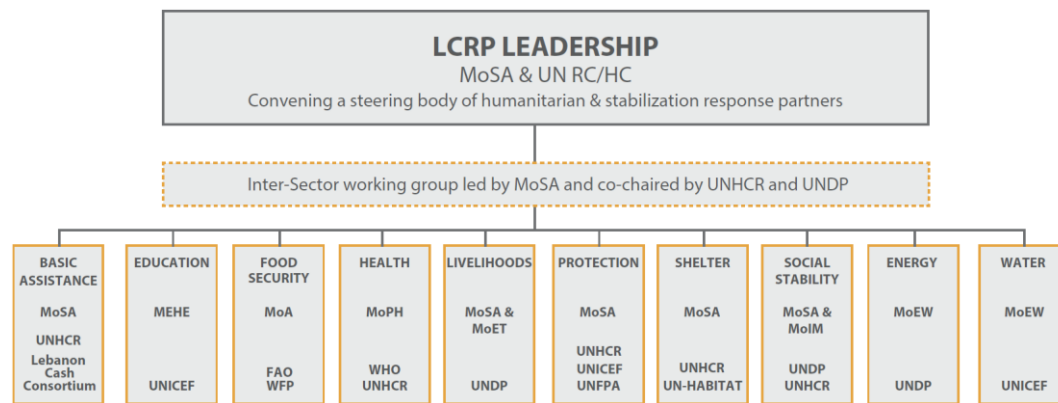 LCRP LEADERSHIP
MoSA & UN RC/HC
Convening a steering body of humanitarian & stabilization response partners
Inter-Sector working group led by MoSA and co-chaired by UNHCR and UNDP
BASIC
ASSISTANCE
MoSA
UNHCR
Lebanon
Cash
Consortium
EDUCATION
MEHE
UNICEF
FOOD
SECURITY
MoA
FAO
WFP
HEALTH
MoPH
WHO
UNHCR
LIVELIHOODS
MoSA &
MoET
UNDP
PROTECTION
MoSA
UNHCR
UNICEF
UNFPA
SHELTER
MoSA
UNHCR
UN-HABITAT
SOCIAL
STABILITY
MoSA &
MoIM
UNDP
UNHCR
ENERGY
MoEW
UNDP
WATER
MoEW
UNICEF